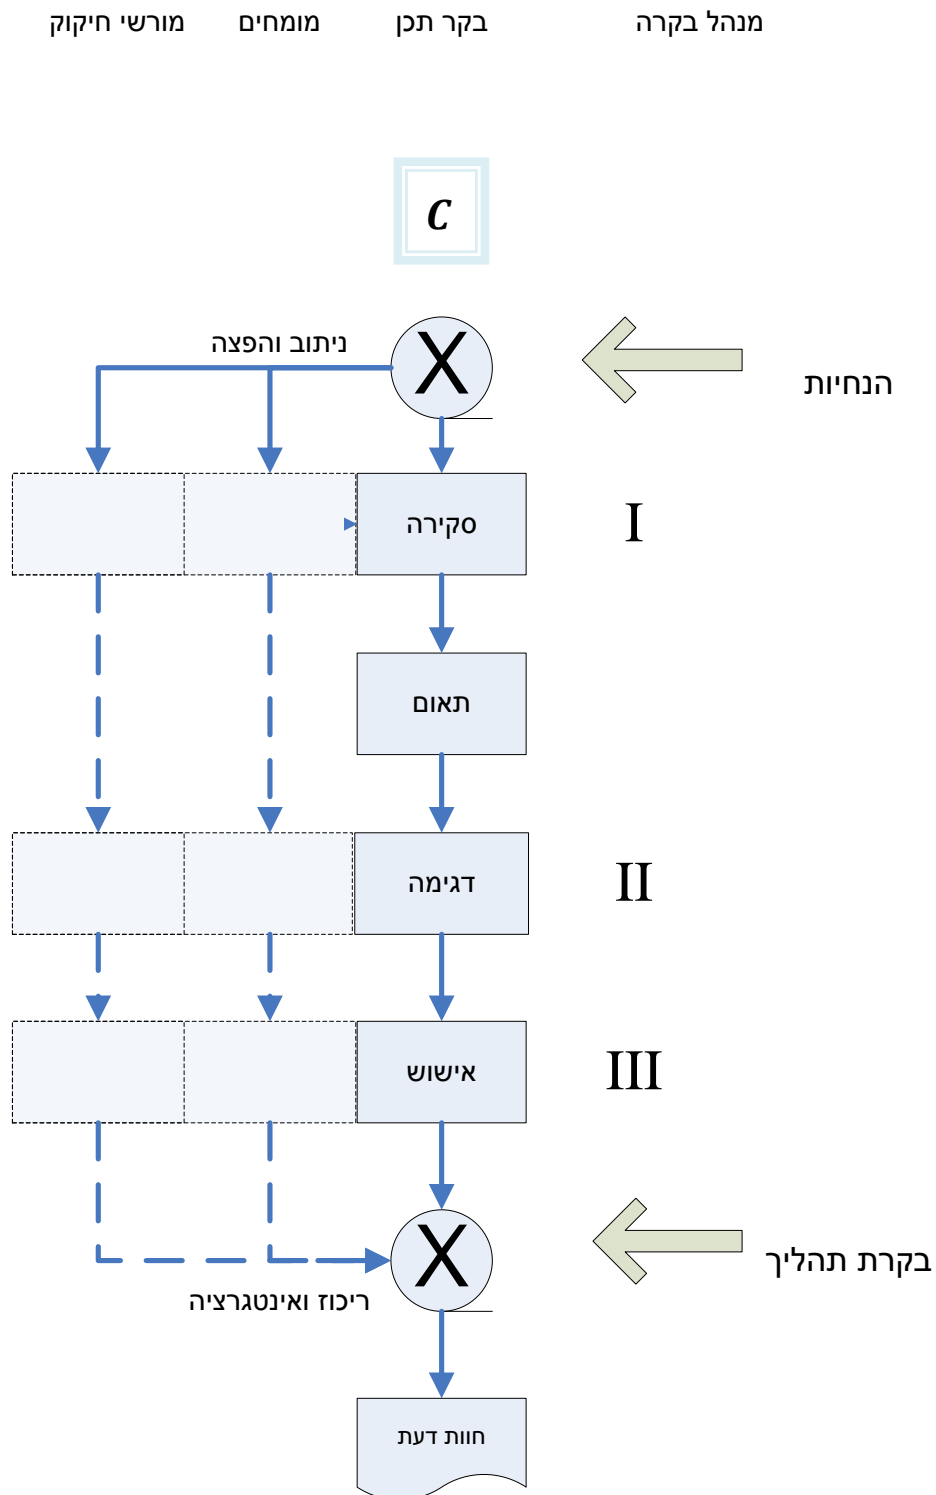 מנהל בקרה
בקר תכן
מומחים
מורשי חיקוק
C
ניתוב והפצה
X
הנחיות
סקירה
I
תאום
דגימה
II
אישוש
III
X
בקרת תהליך
ריכוז ואינטגרציה
חוות דעת